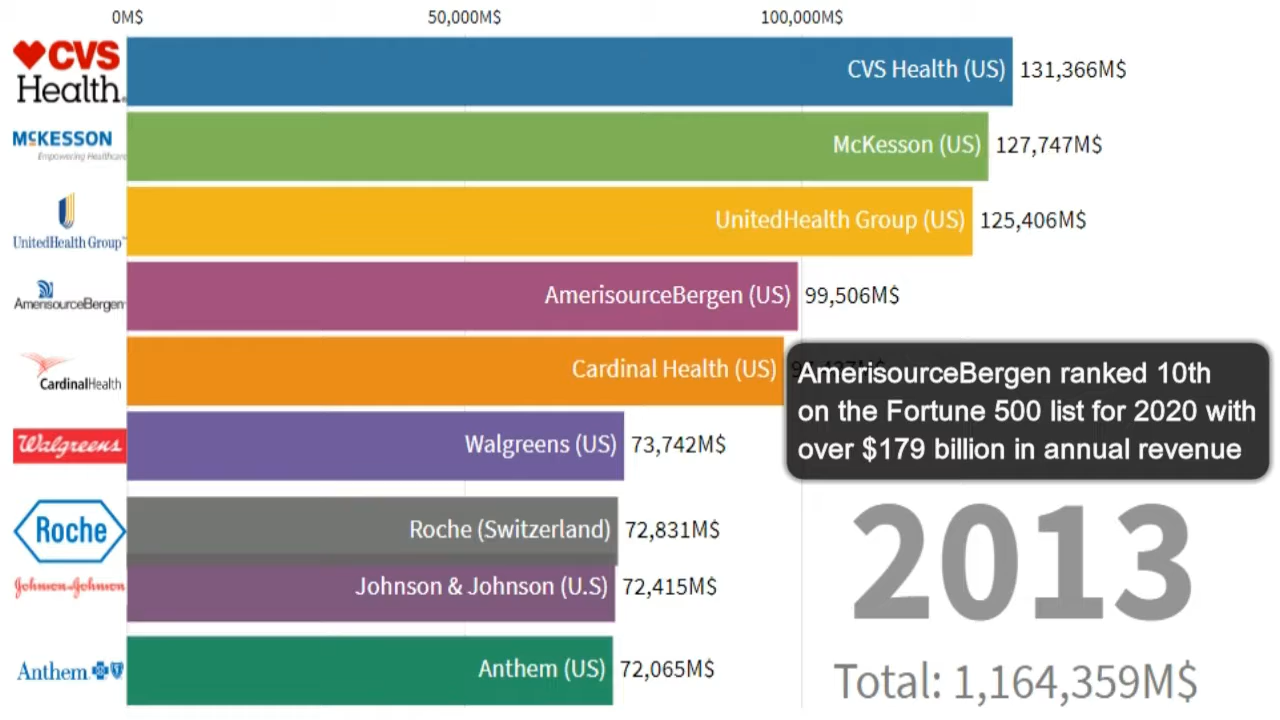 0M$ 50,000M$ 100,000M$
CVS Health CVS Health (US) 131,366M$
McKESSON Empowering Healthcare McKesson (US) 127,747M$
UnitedHealth Group UnitedHealth Group (US) 125,406M$
AmerisourceBergen AmerisourceBergen (US) 99,506M$
CardinalHealth Cardinal Health (US)
AmerisourceBergen ranked 10th
on the Fortune 500 list for 2020 with
over $179 billion in annual revenue
Walgreens Walgreens (US) 73,742M$
Roche Roche (Switzerland) 72,831M$
Johnson & Johnson Johnson & Johnson (U.S) 72,415M$
2013
Anthem Anthem (US) 72,065M$
Total: 1,164,359M$